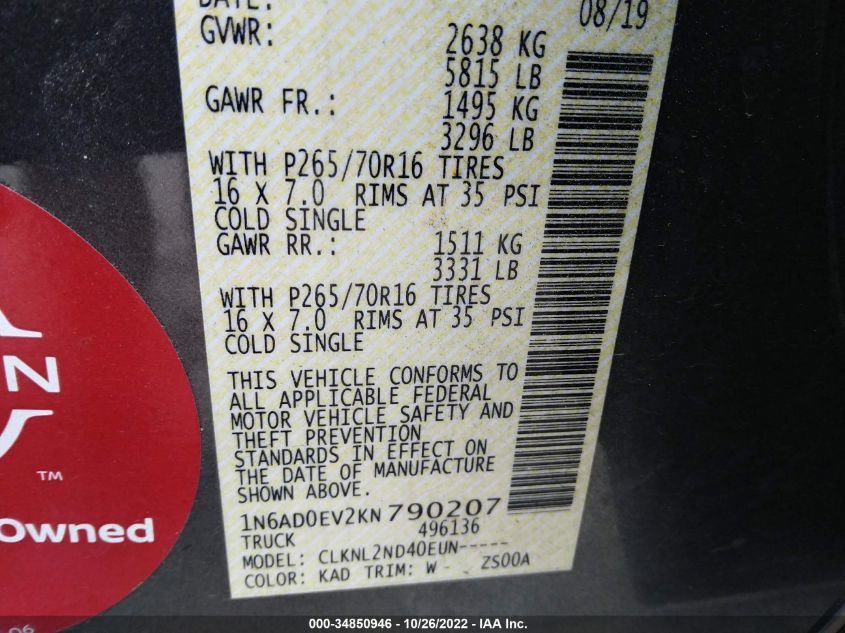 DATE: 08/19
GVWR: 2638 KG
5815 LB
GAWR FR.: 1495 KG
3296 LB
WITH P265/70R16 TIRES
16 X 7.0 RIMS AT 35 PSI
COLD SINGLE
GAWR RR.: 1511 KG
3331 LB
WITH P265/70R16 TIRES
16 X 7.0 RIMS AT 35 PSI
COLD SINGLE
THIS VEHICLE CONFORMS TO
ALL APPLICABLE FEDERAL
MOTOR VEHICLE SAFETY AND
THEFT PREVENTION
STANDARDS IN EFFECT ON
THE DATE OF MANUFACTURE
SHOWN ABOVE.
1N6AD0EV2KN790207
TRUCK 496136
MODEL: CLKNL2ND40EUN-----
COLOR: KAD TRIM: W - ZS00A
N
TM
Owned
000-34850946 - 10/26/2022 - IAA Inc.